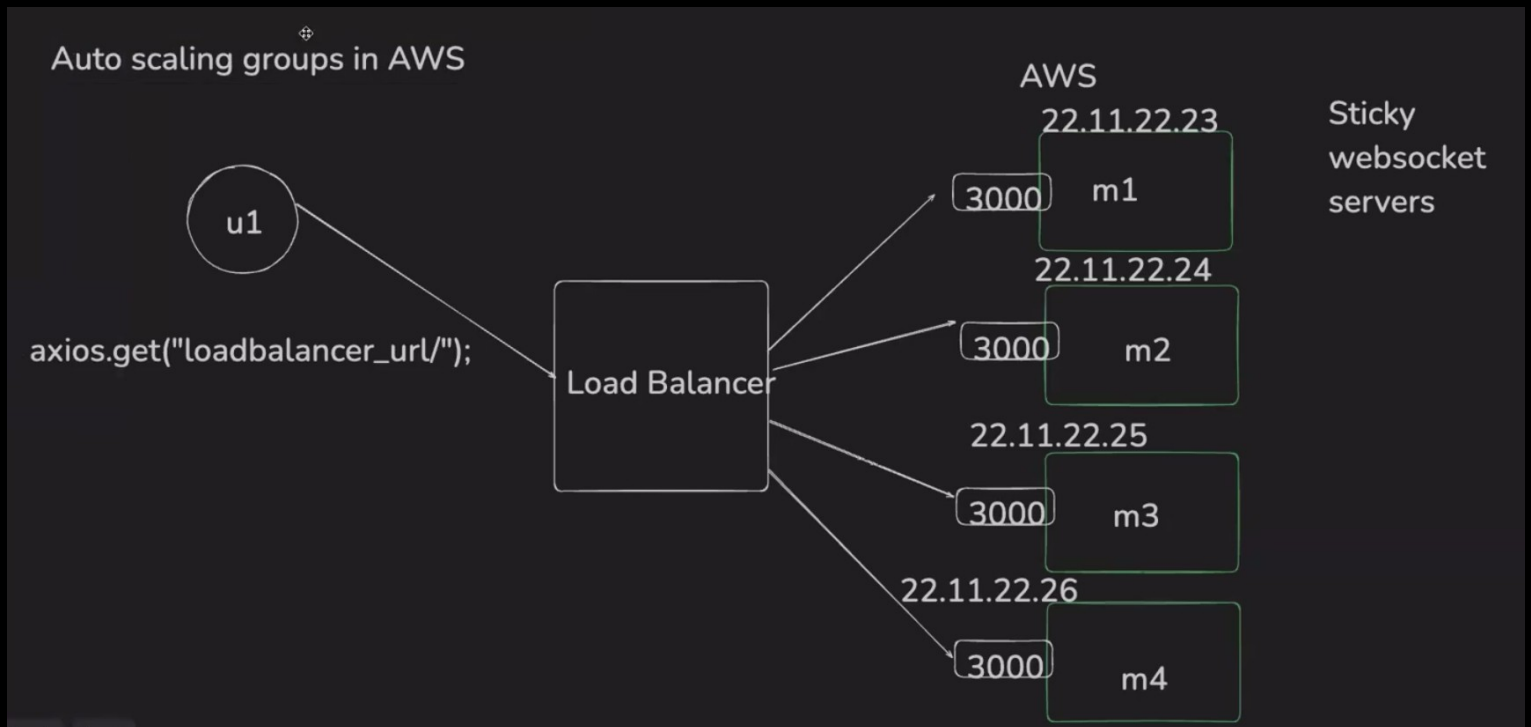 Auto scaling groups in AWS
AWS
22.11.22.23
Sticky
websocket
servers
3000
m1
u1
22.11.22.24
3000
m2
axios.get("loadbalancer_url/");
Load Balancer
22.11.22.25
3000
m3
22.11.22.26
3000
m4